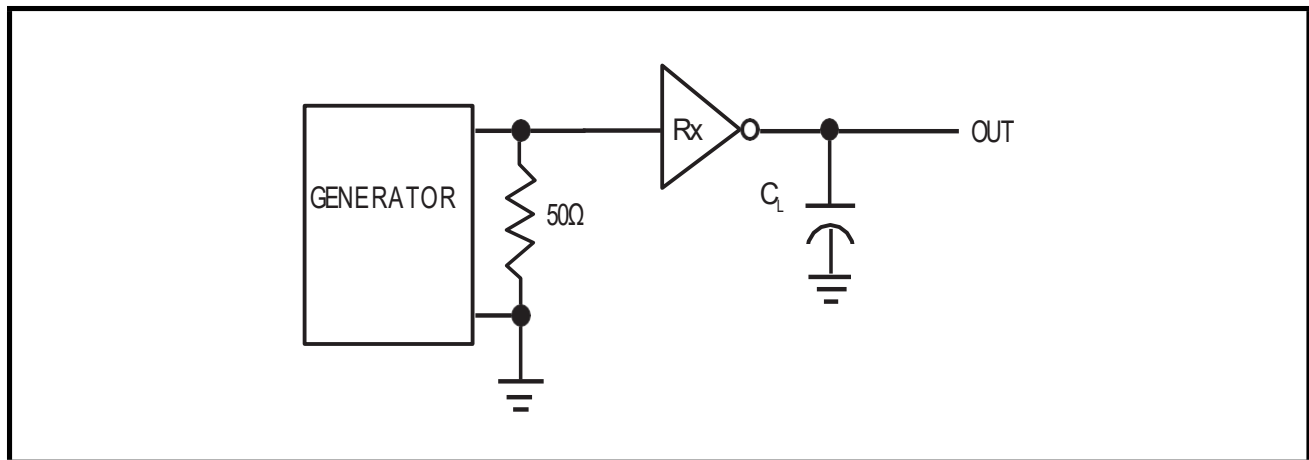 GENERATOR
50Ω
Rx
CL
OUT